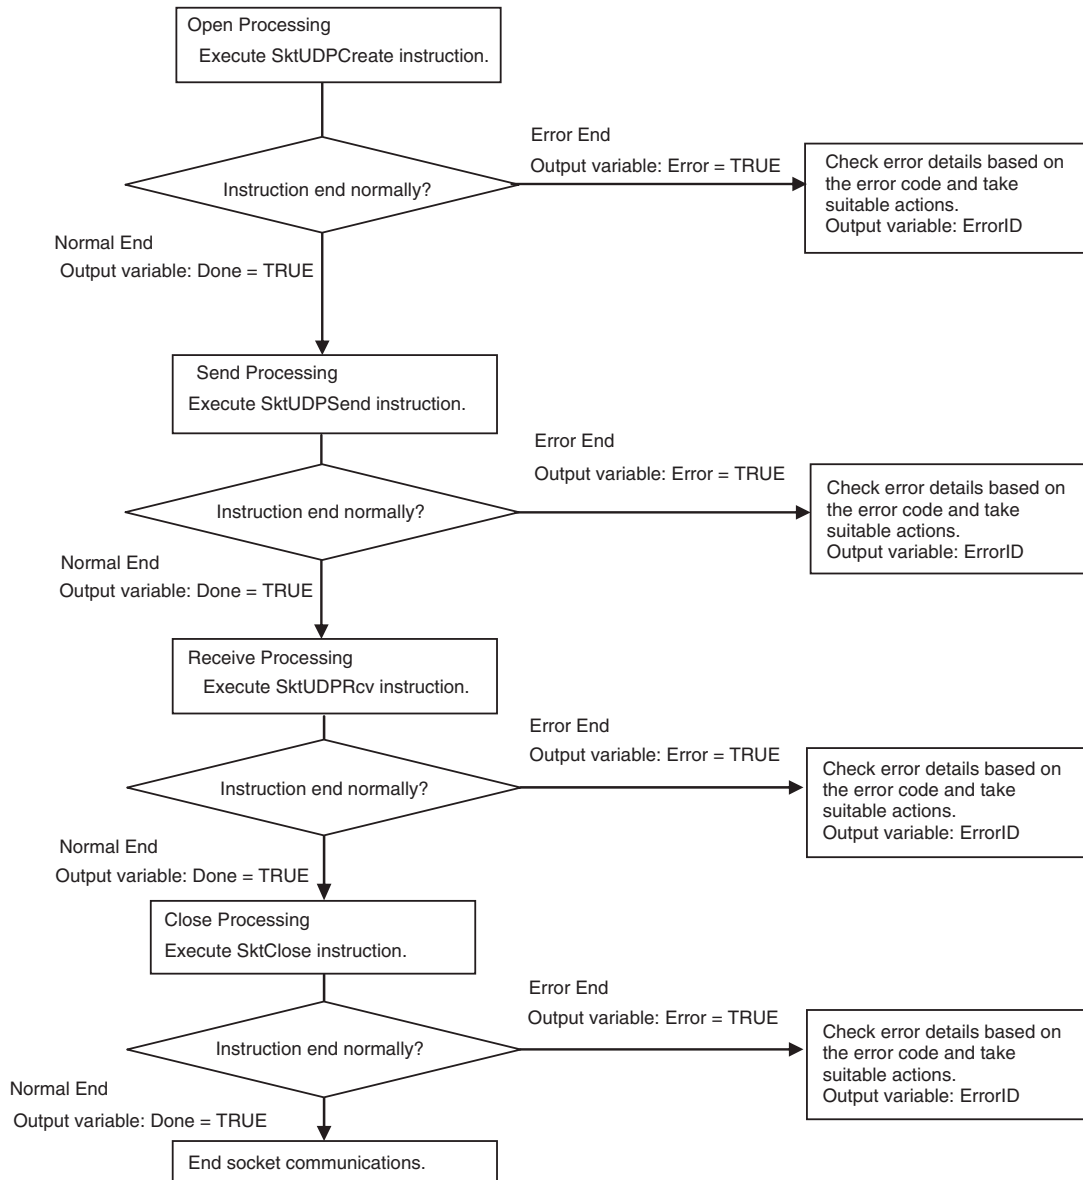 Open Processing
Execute SktUDPCreate instruction.
Instruction end normally?
Error End
Output variable: Error = TRUE
Check error details based on
the error code and take
suitable actions.
Output variable: ErrorID
Normal End
Output variable: Done = TRUE
Send Processing
Execute SktUDPSend instruction.
Instruction end normally?
Error End
Output variable: Error = TRUE
Check error details based on
the error code and take
suitable actions.
Output variable: ErrorID
Normal End
Output variable: Done = TRUE
Receive Processing
Execute SktUDPRcv instruction.
Instruction end normally?
Error End
Output variable: Error = TRUE
Check error details based on
the error code and take
suitable actions.
Output variable: ErrorID
Normal End
Output variable: Done = TRUE
Close Processing
Execute SktClose instruction.
Instruction end normally?
Error End
Output variable: Error = TRUE
Check error details based on
the error code and take
suitable actions.
Output variable: ErrorID
Normal End
Output variable: Done = TRUE
End socket communications.